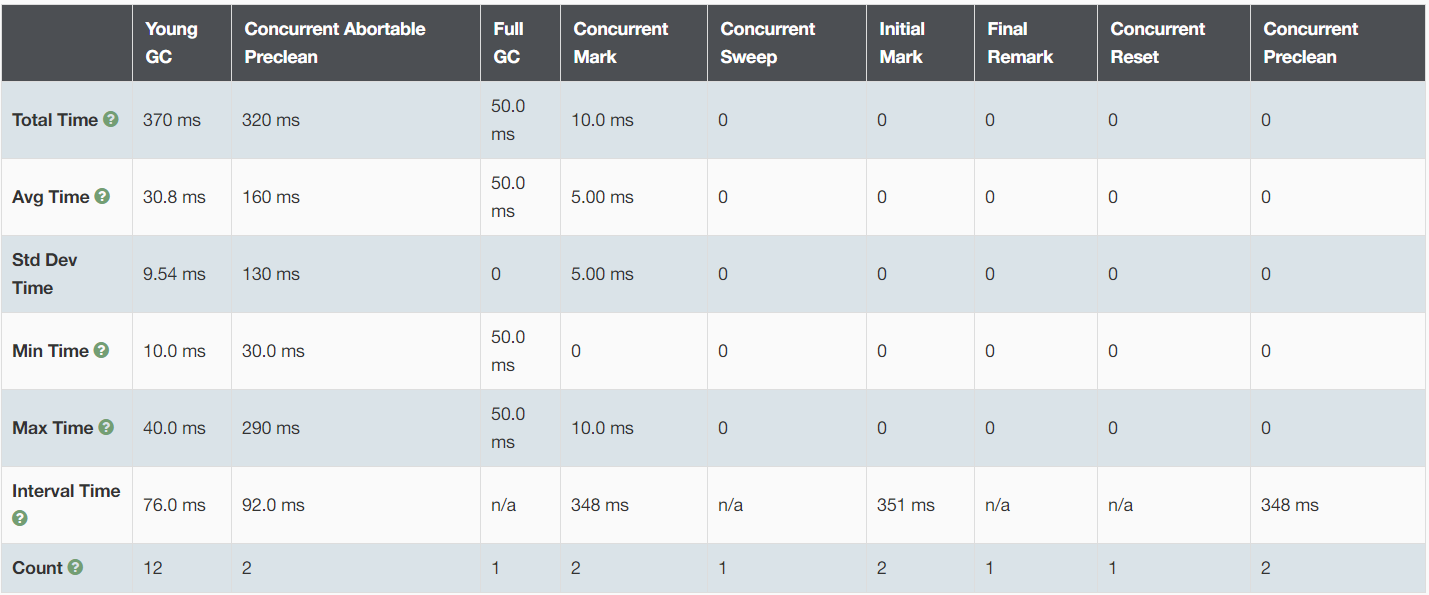 Young GC Concurrent Abortable Preclean Full GC Concurrent Mark Concurrent Sweep Initial Mark Final Remark Concurrent Reset Concurrent Preclean
Total Time ? 370 ms 320 ms 50.0 ms 10.0 ms 0 0 0 0 0
Avg Time ? 30.8 ms 160 ms 50.0 ms 5.00 ms 0 0 0 0 0
Std Dev Time 9.54 ms 130 ms 0 5.00 ms 0 0 0 0 0
Min Time ? 10.0 ms 30.0 ms 50.0 ms 0 0 0 0 0 0
Max Time ? 40.0 ms 290 ms 50.0 ms 10.0 ms 0 0 0 0 0
Interval Time ? 76.0 ms 92.0 ms n/a 348 ms n/a 351 ms n/a n/a 348 ms
Count ? 12 2 1 2 1 2 1 1 2